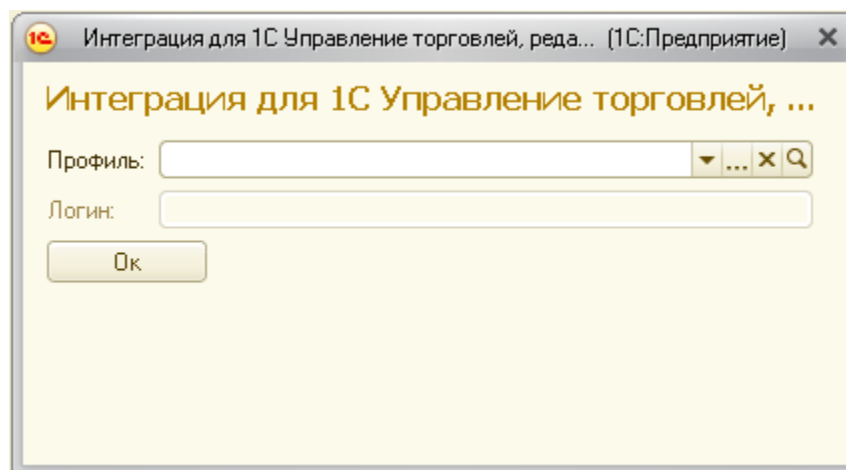 1С Интеграция для 1С Управление торговлей, реда... (1С:Предприятие)
Интеграция для 1С Управление торговлей, ...
Профиль: ...
Логин:
Ок